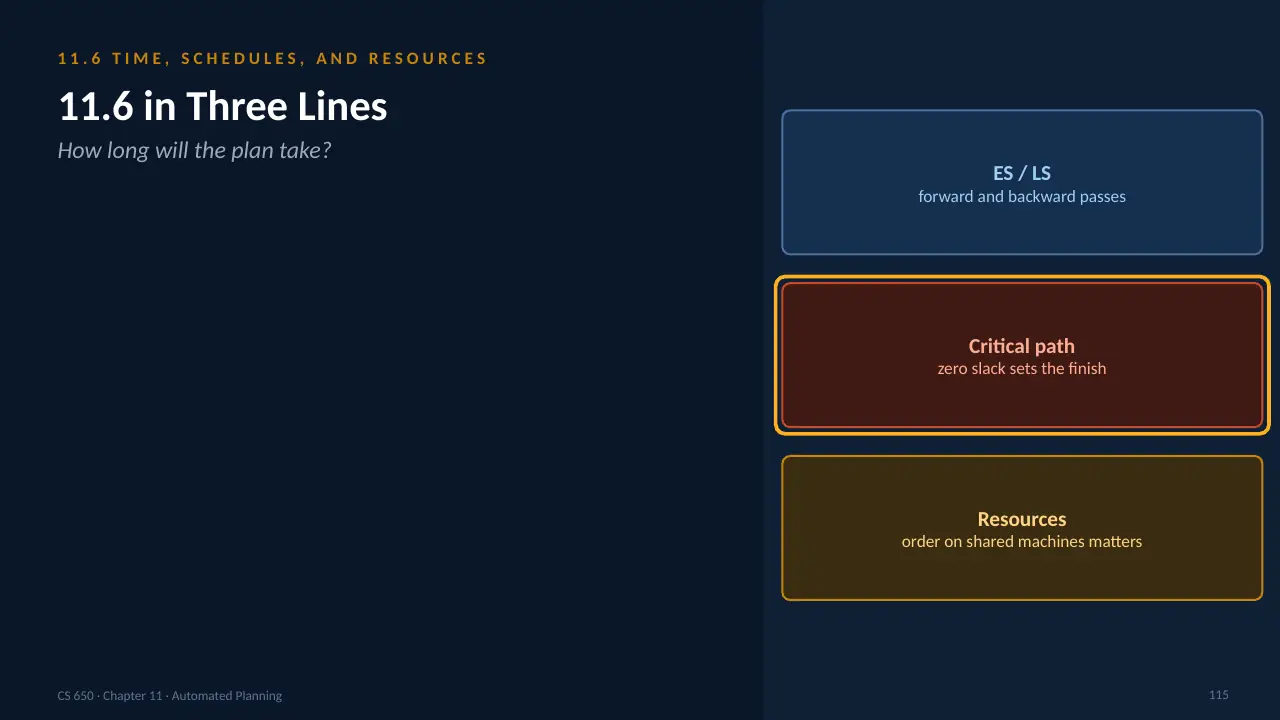 11.6 TIME, SCHEDULES, AND RESOURCES
11.6 in Three Lines
How long will the plan take?
ES / LS
forward and backward passes
Critical path
zero slack sets the finish
Resources
order on shared machines matters
CS 650 · Chapter 11 · Automated Planning
115